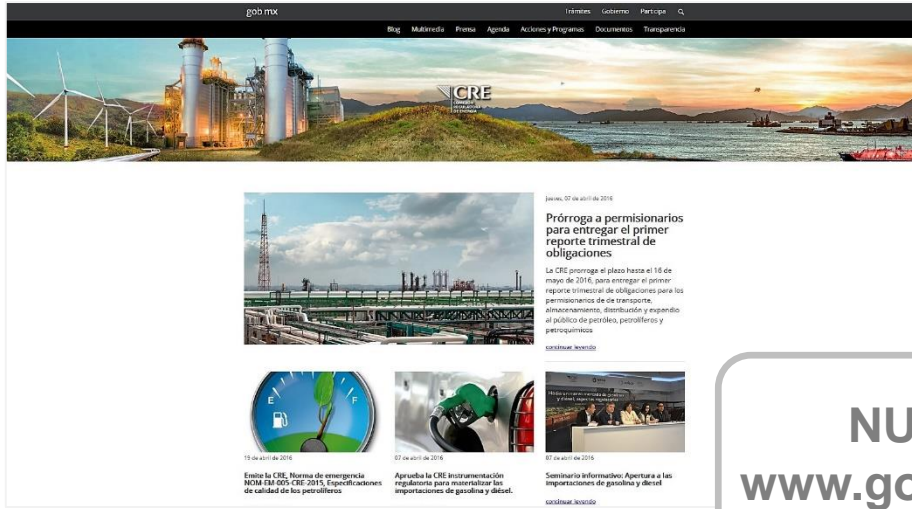 gob mx
Trámites Gobierno Participa
Blog Multimedia Prensa Agenda Acciones y Programas Documentos Transparencia
CRE
COMISIÓN
REGULADORA
DE ENERGÍA
jueves, 07 de abril de 2016
Prórroga a permisionarios
para entregar el primer
reporte trimestral de
obligaciones
La CRE prorroga el plazo hasta el 16 de
mayo de 2016, para entregar el primer
reporte trimestral de obligaciones para los
permisionarios de de transporte,
almacenamiento, distribución y expendio
al público de petróleo, petrolíferos y
petroquímicos
continuar leyendo
E F
19 de abril de 2016
Emite la CRE, Norma de emergencia
NOM-EM-005-CRE-2015, Especificaciones
de calidad de los petrolíferos
07 de abril de 2016
Aprueba la CRE instrumentación
regulatoria para materializar las
importaciones de gasolina y diésel.
07 de abril de 2016
Seminario informativo: Apertura a las
importaciones de gasolina y diesel
continuar leyendo
NU
www.go